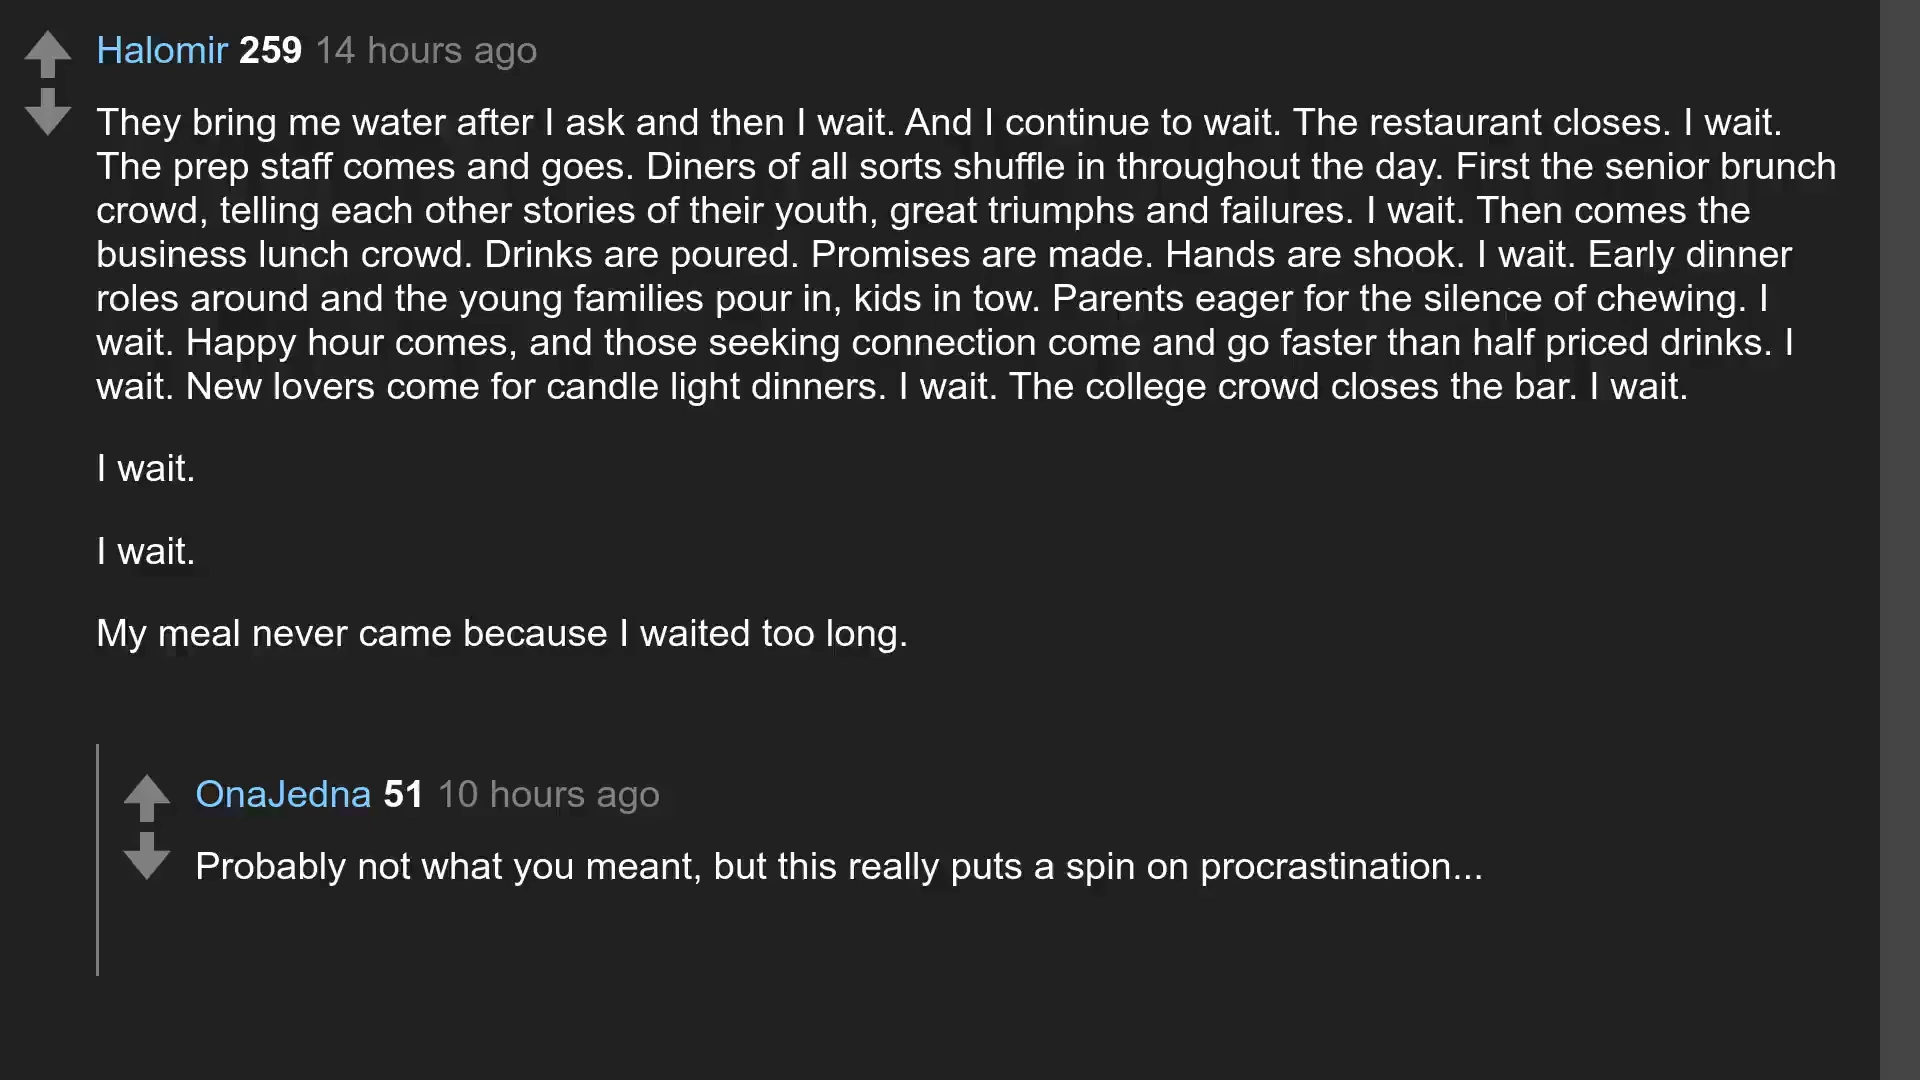 Halomir 259 14 hours ago
They bring me water after I ask and then I wait. And I continue to wait. The restaurant closes. I wait.
The prep staff comes and goes. Diners of all sorts shuffle in throughout the day. First the senior brunch
crowd, telling each other stories of their youth, great triumphs and failures. I wait. Then comes the
business lunch crowd. Drinks are poured. Promises are made. Hands are shook. I wait. Early dinner
roles around and the young families pour in, kids in tow. Parents eager for the silence of chewing. I
wait. Happy hour comes, and those seeking connection come and go faster than half priced drinks. I
wait. New lovers come for candle light dinners. I wait. The college crowd closes the bar. I wait.
I wait.
I wait.
My meal never came because I waited too long.
OnaJedna 51 10 hours ago
Probably not what you meant, but this really puts a spin on procrastination...